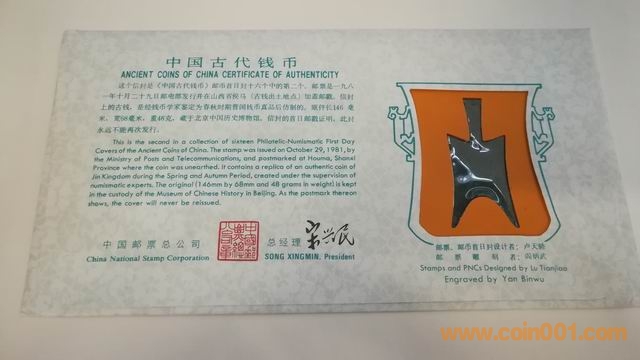 中国古代钱币
ANCIENT COINS OF CHINA CERTIFICATE OF AUTHENTICITY
这个信封是《中国古代钱币》邮币首日封十六个中的第二个。邮票是一九八
一年十月二十九日邮电部发行并在山西省侯马（古钱出土地点）加盖邮戳。信封
上的古钱，是经钱币学家鉴定为春秋时期晋国钱币真品后仿制的。原件长146毫
米，宽68毫米，重48克，藏于北京中国历史博物馆。信封的首日邮戳证明，此封
永远不能再次发行。
This is the second in a collection of sixteen Philatelic-Numismatic First Day
Covers of the Ancient Coins of China. The stamp was issued on October 29, 1981, by
the Ministry of Posts and Telecommunications, and postmarked at Houma, Shanxi
Province where the coin was unearthed. It contains a replica of an authentic coin of
Jin Kingdom during the Spring and Autumn Period, created under the supervision of
numismatic experts. The original (146mm by 68mm and 48 grams in weight) is kept
in the custody of the Museum of Chinese History in Beijing. As the postmark thereon
shows, the cover will never be reissued.
中国邮票总公司
China National Stamp Corporation
总经理
SONG XINGMIN, President
邮票、邮币首日封设计者：卢天骄
邮票雕刻者：阎炳武
Stamps and PNCs Designed by Lu Tianjiao
Engraved by Yan Binwu
www.coin001.com